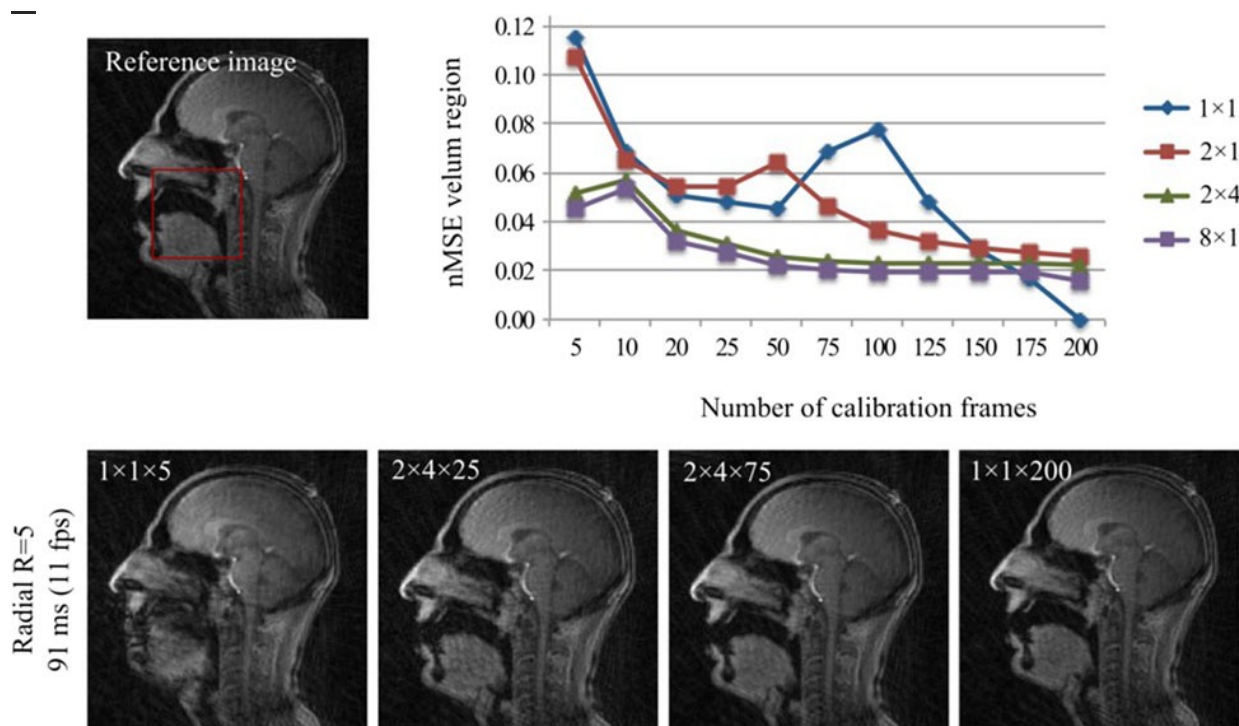 Reference image
nMSE velum region
0.12
0.10
0.08
0.06
0.04
0.02
0.00
5 10 20 25 50 75 100 125 150 175 200
Number of calibration frames
1×1
2×1
2×4
8×1
Radial R=5
91 ms (11 fps)
1×1×5
2×4×25
2×4×75
1×1×200